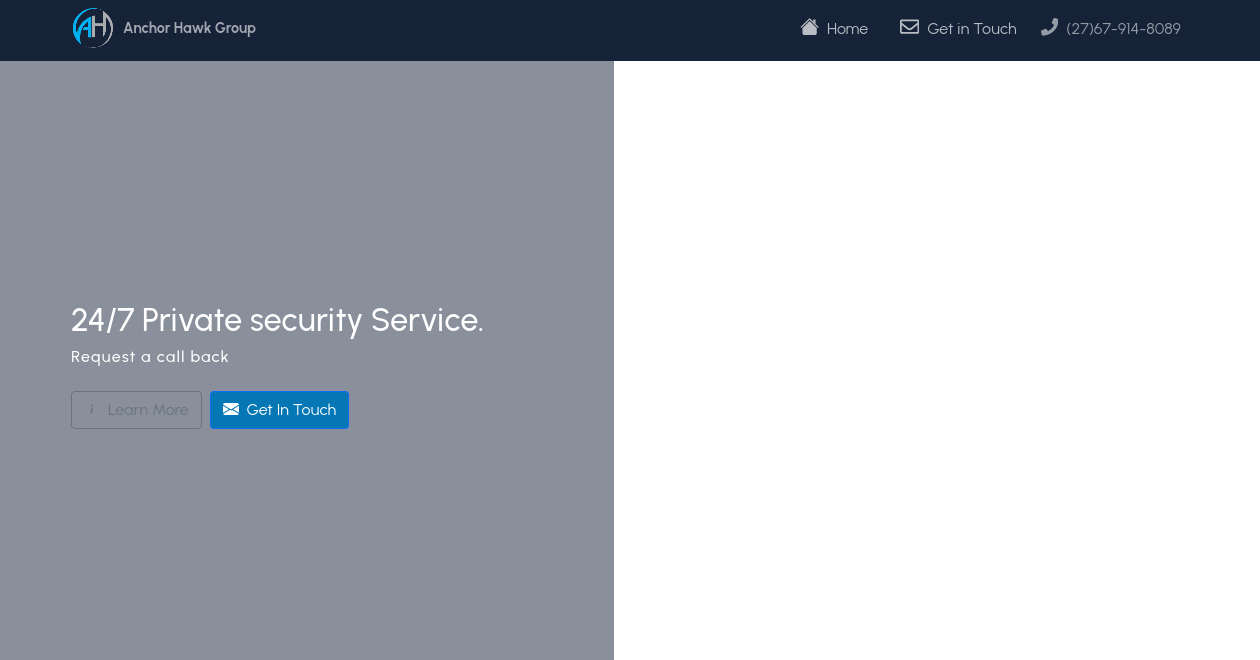 AH Anchor Hawk Group
Home Get in Touch (27)67-914-8089
24/7 Private security Service.
Request a call back
i Learn More Get In Touch